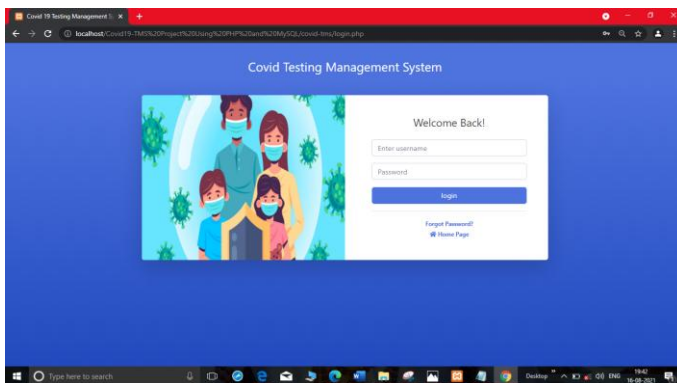 Covid 19 Testing Management S
localhost/Covid19-TMS%20Project%20Using%20PHP%20and%20MySQL/covid-tms/login.php
Covid Testing Management System
Welcome Back!
Enter username
Password
login
Forgot Password?
Home Page
Type here to search
Desktop
ENG
19:42
16-08-2021